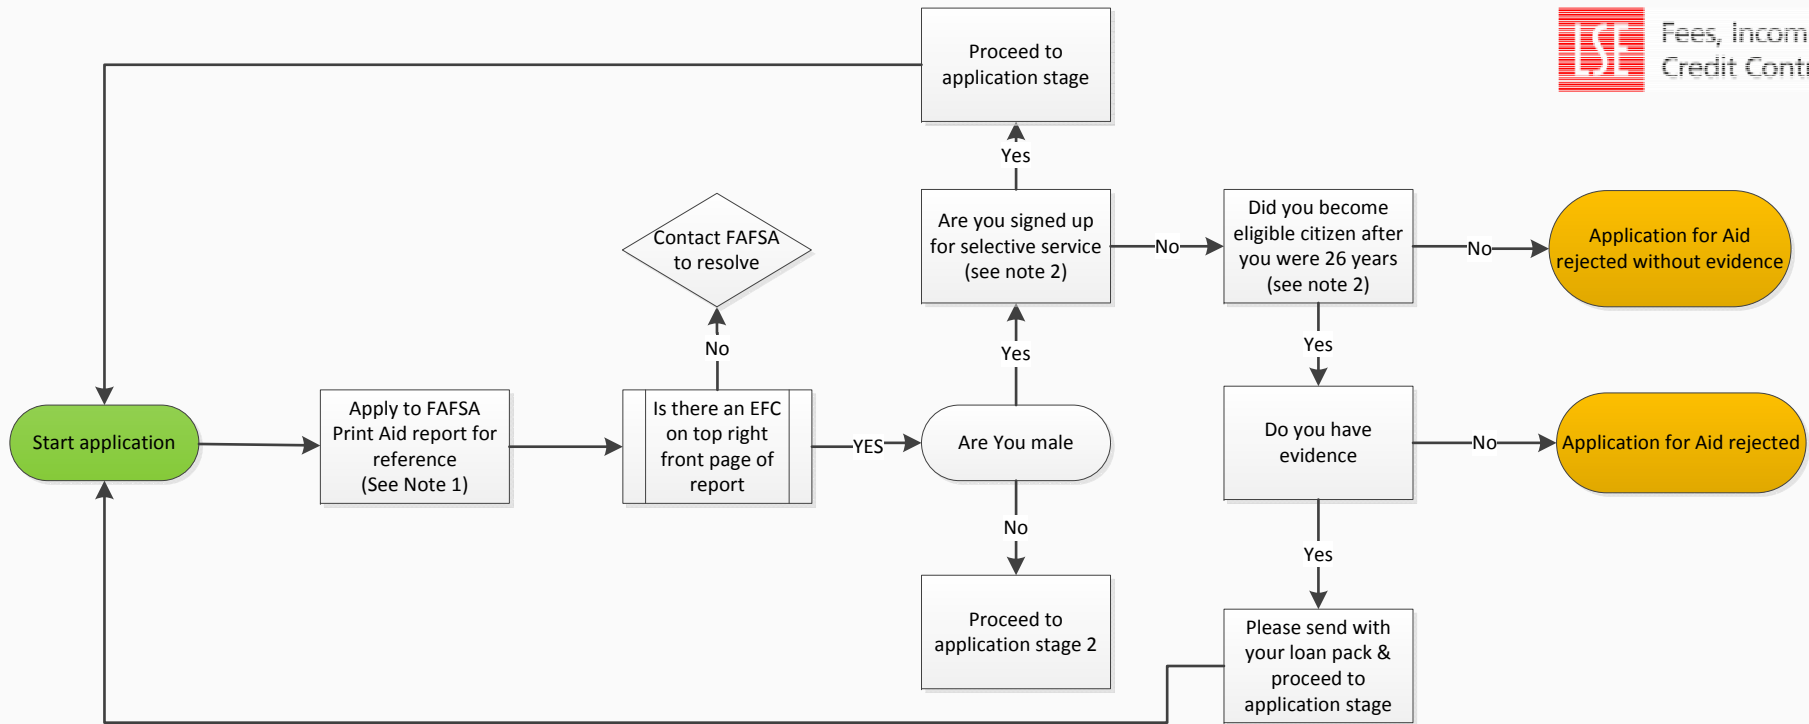 Proceed to
application stage
LSE
Fees, Incom
Credit Cont
Yes
Contact FAFSA
to resolve
Are you signed up
for selective service
(see note 2)
No
Did you become
eligible citizen after
you were 26 years
(see note 2)
No
Application for Aid
rejected without evidence
No
Yes
Yes
Start application
Apply to FAFSA
Print Aid report for
reference
(See Note 1)
Is there an EFC
on top right
front page of
report
YES
Are You male
Do you have
evidence
No
Application for Aid rejected
No
Yes
Proceed to
application stage 2
Please send with
your loan pack &
proceed to
application stage